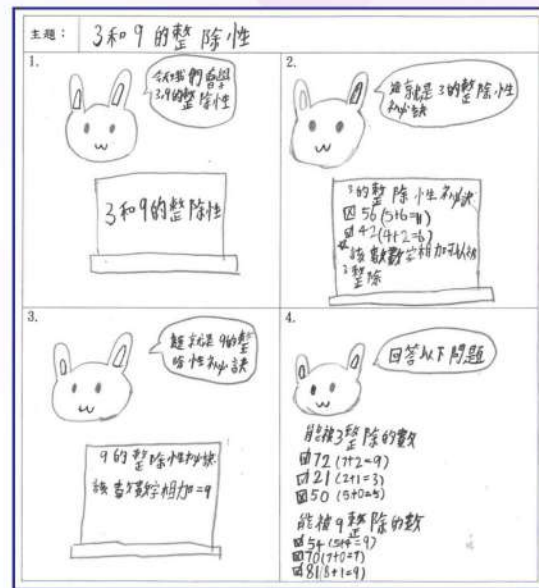 主題： 3和9的整除性
1.
今天我們會學
3,9的整
除性
3和9的整除性
2.
這就是3的整除性
秘訣
3的整除性秘訣
☒ 56 (5+6=11)
☑ 42 (4+2=6)
該數數字相加可以被
3整除
3.
這就是9的整
除性秘訣
9的整除性秘訣
該數數字相加=9
4.
回答以下問題
能被3整除的數
☑ 72 (7+2=9)
☑ 21 (2+1=3)
50 (5+0=5)
能被9整除的數
54 (5+4=9)
70 (7+0=7)
81 (8+1=9)